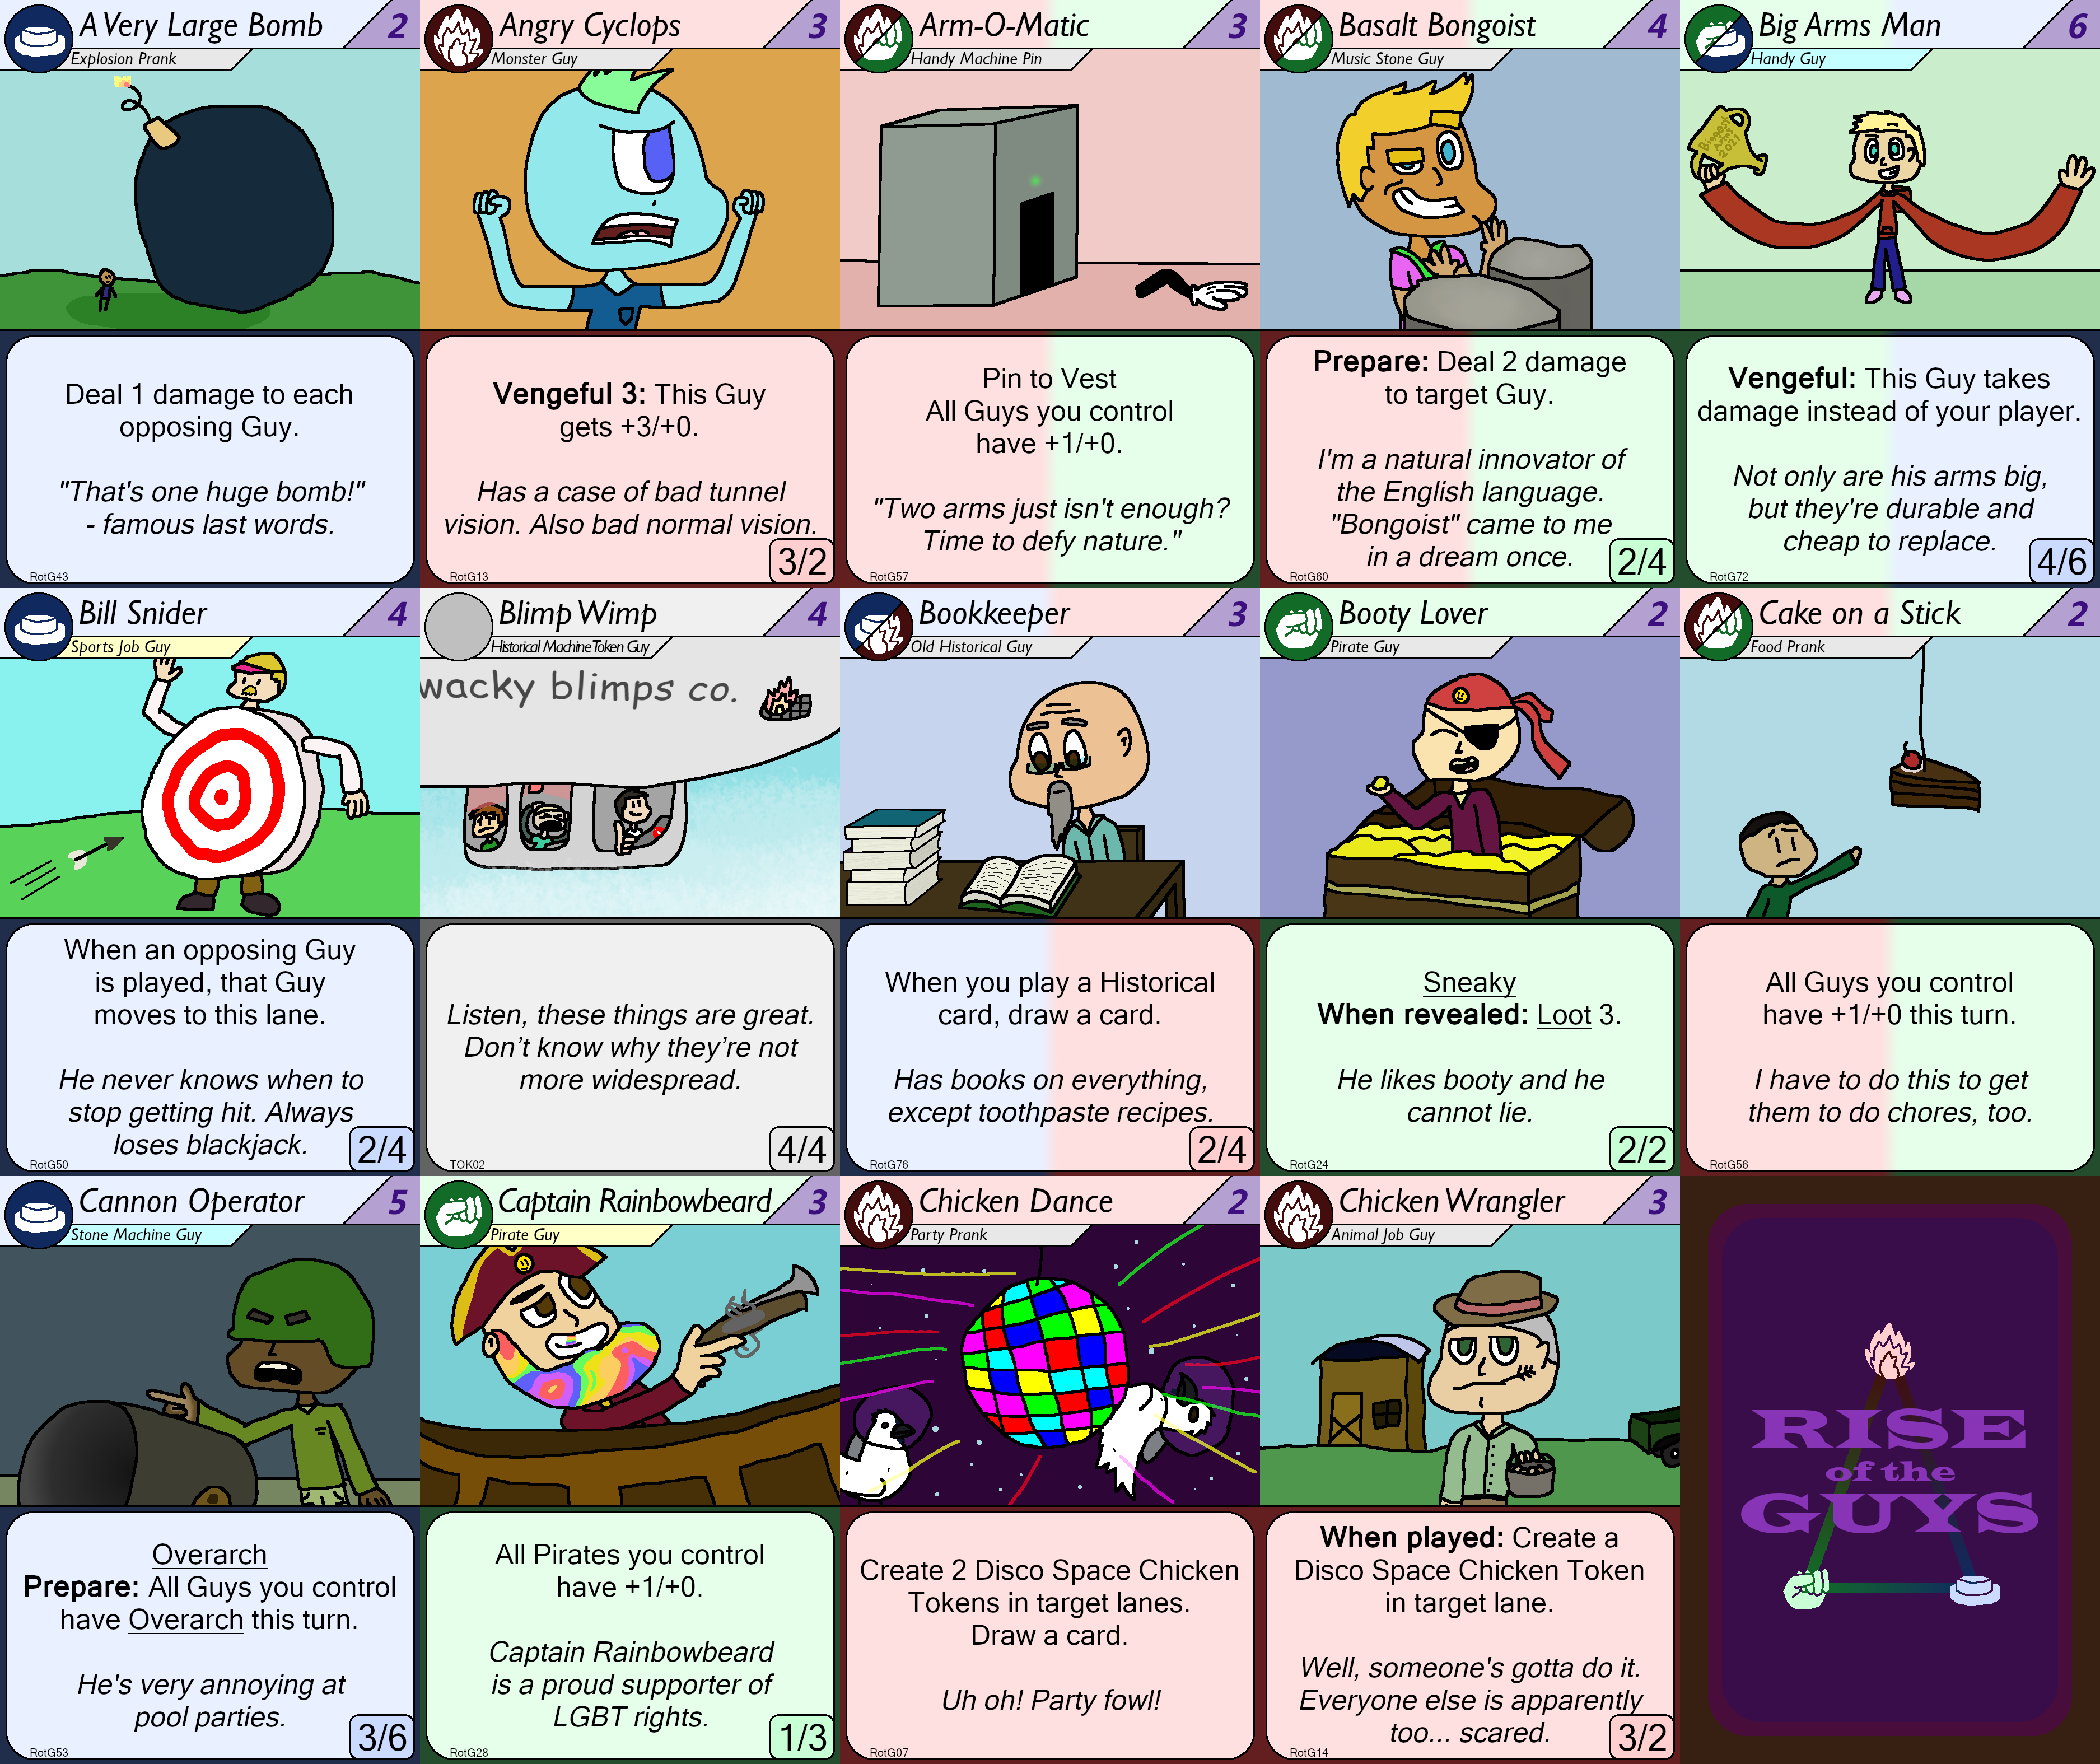 A Very Large Bomb 2
Explosion Prank
Deal 1 damage to each
opposing Guy.
"That's one huge bomb!"
- famous last words.
RotG43
Angry Cyclops 3
Monster Guy
Vengeful 3: This Guy
gets +3/+0.
Has a case of bad tunnel
vision. Also bad normal vision.
3/2
RotG13
Arm-O-Matic 3
Handy Machine Pin
Pin to Vest
All Guys you control
have +1/+0.
"Two arms just isn't enough?
Time to defy nature."
RotG57
Basalt Bongoist 4
Music Stone Guy
Prepare: Deal 2 damage
to target Guy.
I'm a natural innovator of
the English language.
"Bongoist" came to me
in a dream once.
2/4
RotG60
Big Arms Man 6
Handy Guy
Biggest
Arms
2021
Vengeful: This Guy takes
damage instead of your player.
Not only are his arms big,
but they're durable and
cheap to replace.
4/6
RotG72
Bill Snider 4
Sports Job Guy
When an opposing Guy
is played, that Guy
moves to this lane.
He never knows when to
stop getting hit. Always
loses blackjack.
2/4
RotG50
Blimp Wimp 4
Historical Machine Token Guy
wacky blimps co.
Listen, these things are great.
Don't know why they're not
more widespread.
4/4
TOK02
Bookkeeper 3
Old Historical Guy
When you play a Historical
card, draw a card.
Has books on everything,
except toothpaste recipes.
2/4
RotG76
Booty Lover 2
Pirate Guy
Sneaky
When revealed: Loot 3.
He likes booty and he
cannot lie.
2/2
RotG24
Cake on a Stick 2
Food Prank
All Guys you control
have +1/+0 this turn.
I have to do this to get
them to do chores, too.
RotG56
Cannon Operator 5
Stone Machine Guy
Overarch
Prepare: All Guys you control
have Overarch this turn.
He's very annoying at
pool parties.
3/6
RotG53
Captain Rainbowbeard 3
Pirate Guy
All Pirates you control
have +1/+0.
Captain Rainbowbeard
is a proud supporter of
LGBT rights.
1/3
RotG28
Chicken Dance 2
Party Prank
Create 2 Disco Space Chicken
Tokens in target lanes.
Draw a card.
Uh oh! Party fowl!
RotG07
Chicken Wrangler 3
Animal Job Guy
When played: Create a
Disco Space Chicken Token
in target lane.
Well, someone's gotta do it.
Everyone else is apparently
too... scared.
3/2
RotG14
RISE
of the
GUYS